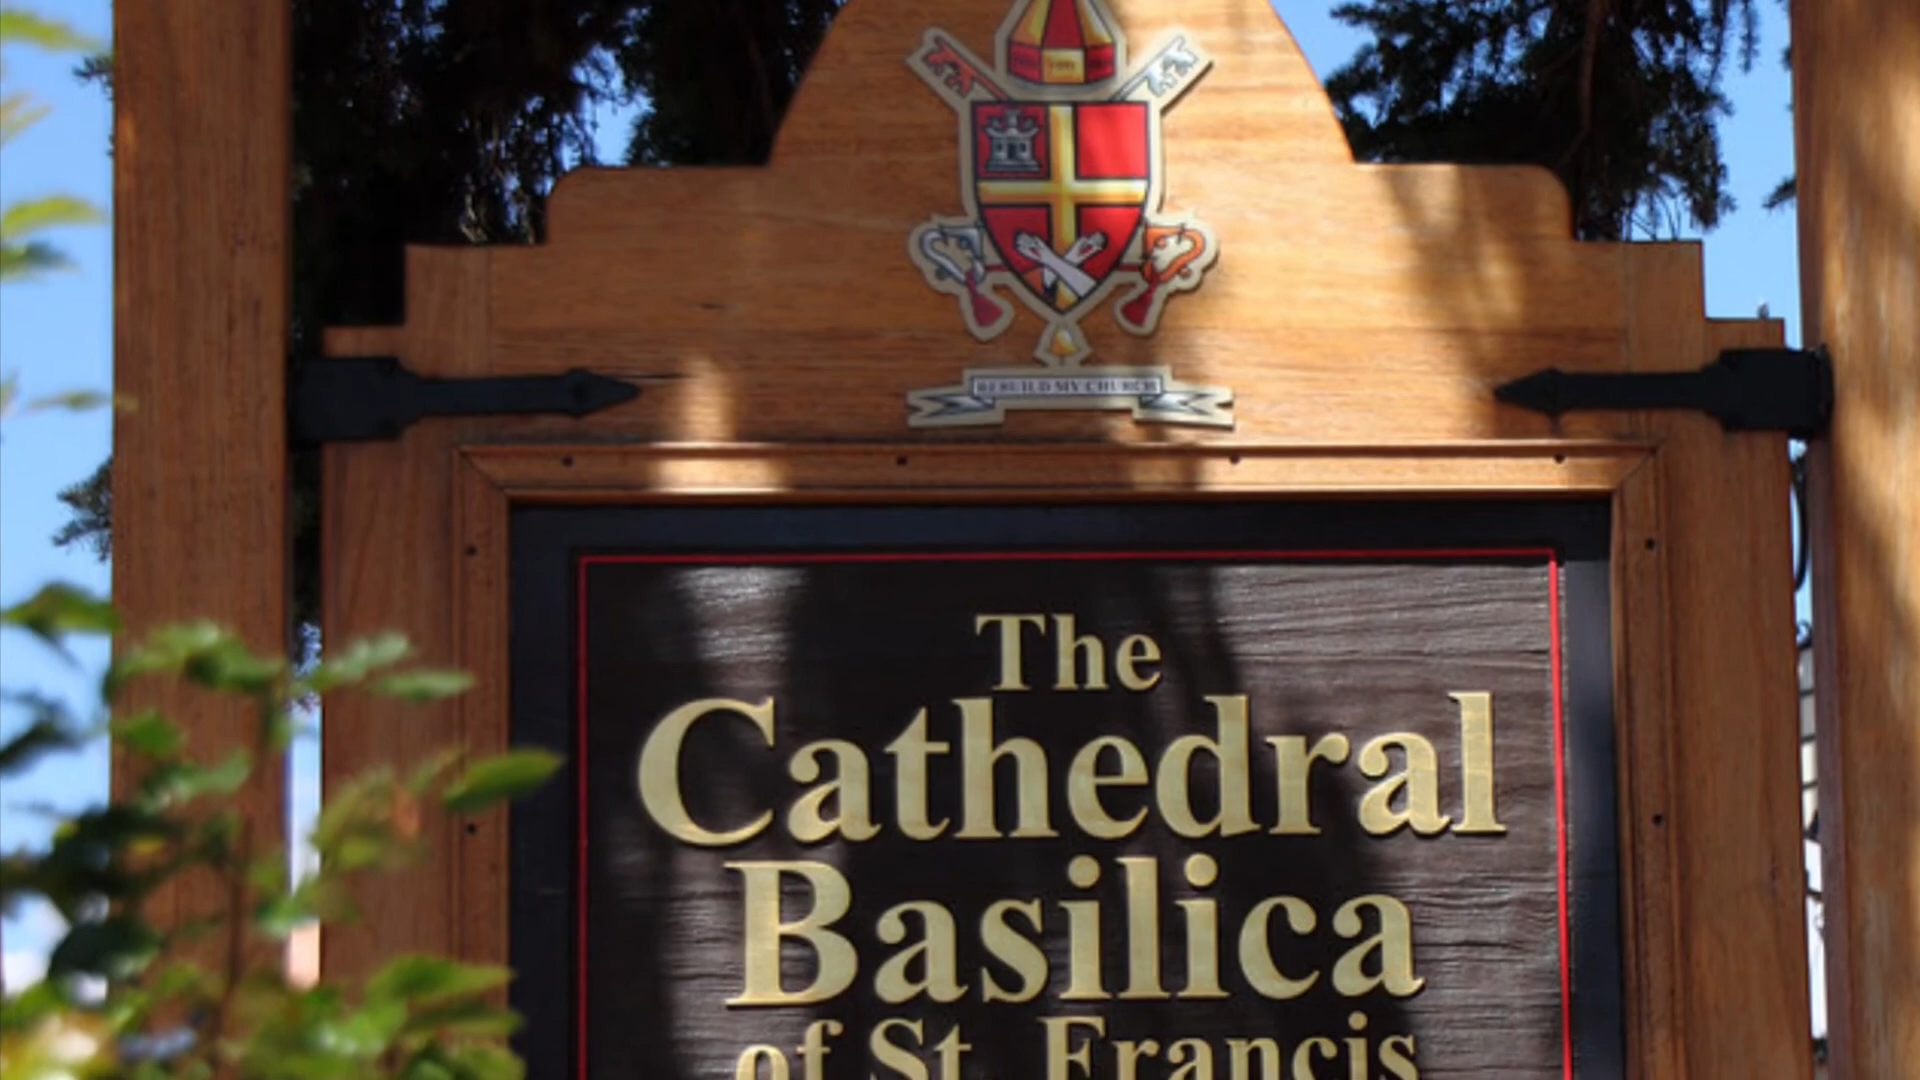 REBUILD MY CHURCH
The
Cathedral
Basilica
of St. Francis